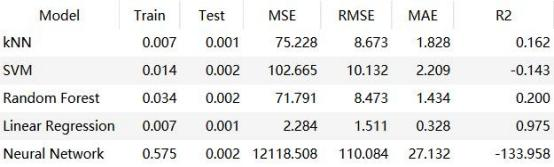 Model Train Test MSE RMSE MAE R2
kNN 0.007 0.001 75.228 8.673 1.828 0.162
SVM 0.014 0.002 102.665 10.132 2.209 -0.143
Random Forest 0.034 0.002 71.791 8.473 1.434 0.200
Linear Regression 0.007 0.001 2.284 1.511 0.328 0.975
Neural Network 0.575 0.002 12118.508 110.084 27.132 -133.958